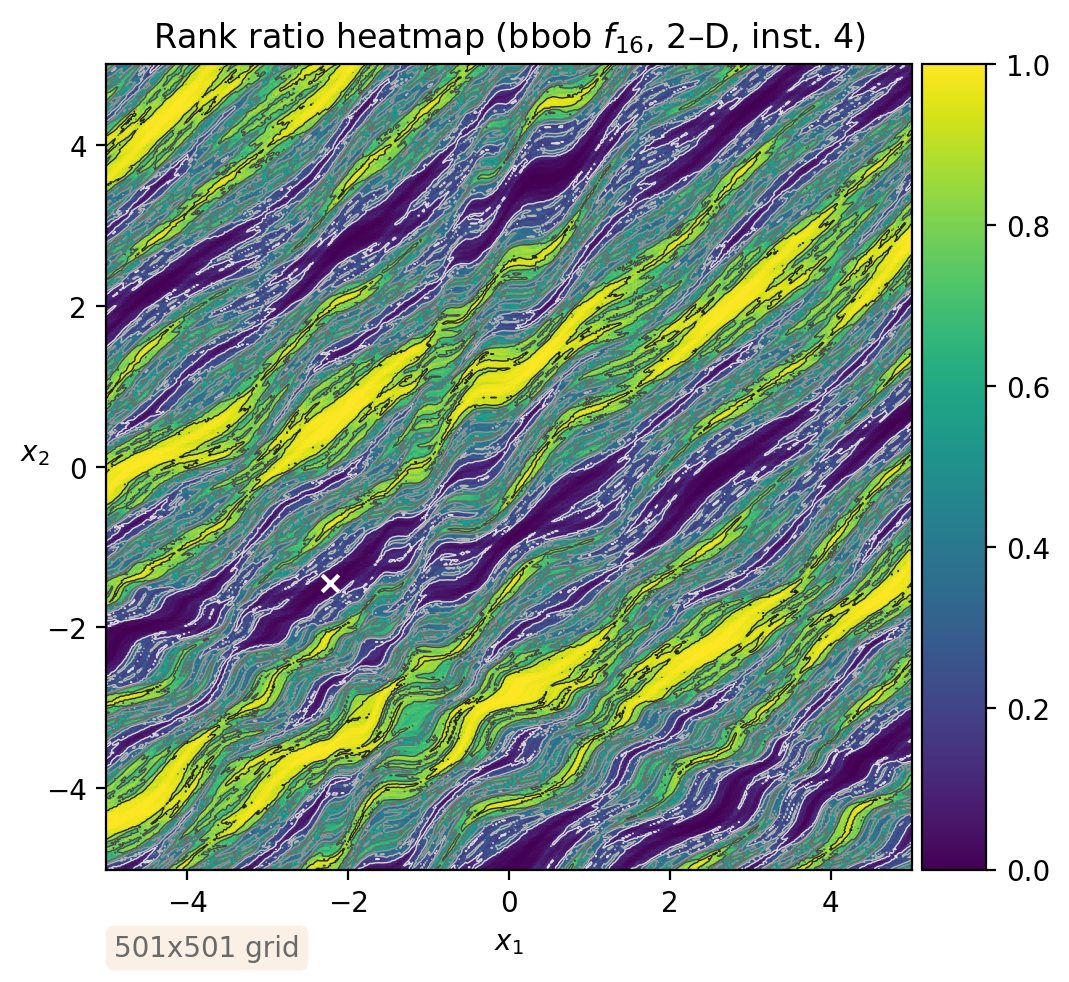 Rank ratio heatmap (bbob f₁₆, 2–D, inst. 4)
1.0
0.8
0.6
0.4
0.2
0.0
4
2
0
−2
−4
x₂
−4 −2 0 2 4
x₁
501x501 grid